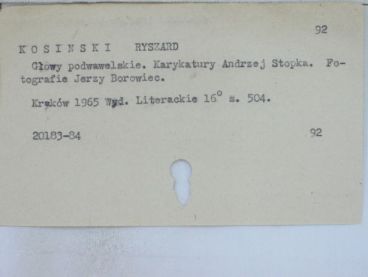 92
KOSINSKI RYSZARD
Głowy podwawelskie. Karykatury Andrzej Stopka. Fo-
tografie Jerzy Borowiec.
Kraków 1965 Wyd. Literackie 16° s. 504.
20183-84 92